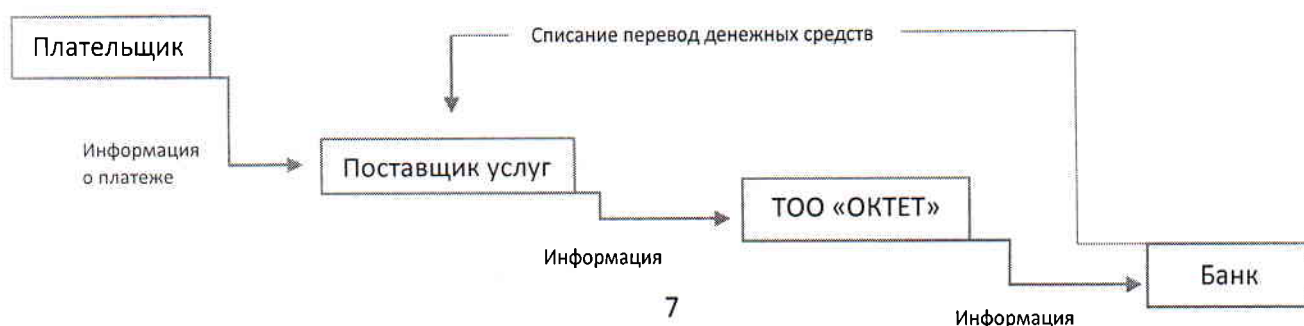 Плательщик
Списание перевод денежных средств
Информация
о платеже
Поставщик услуг
ТОО «ОКТЕТ»
Информация
Банк
7
Информация